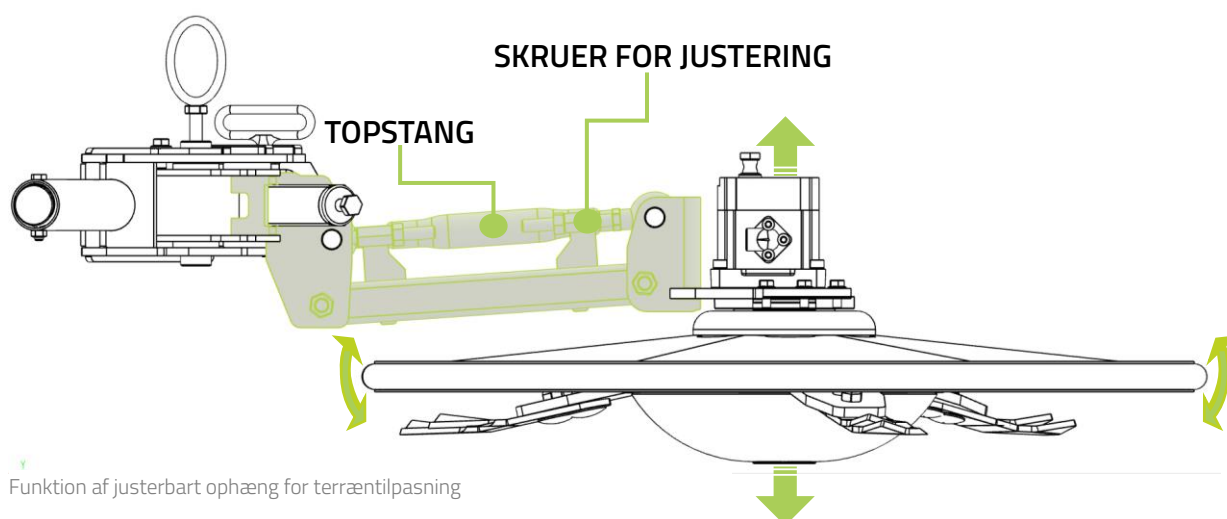 SKRUER FOR JUSTERING
TOPSTANG
Y
Funktion af justerbart ophæng for terræntilpasning